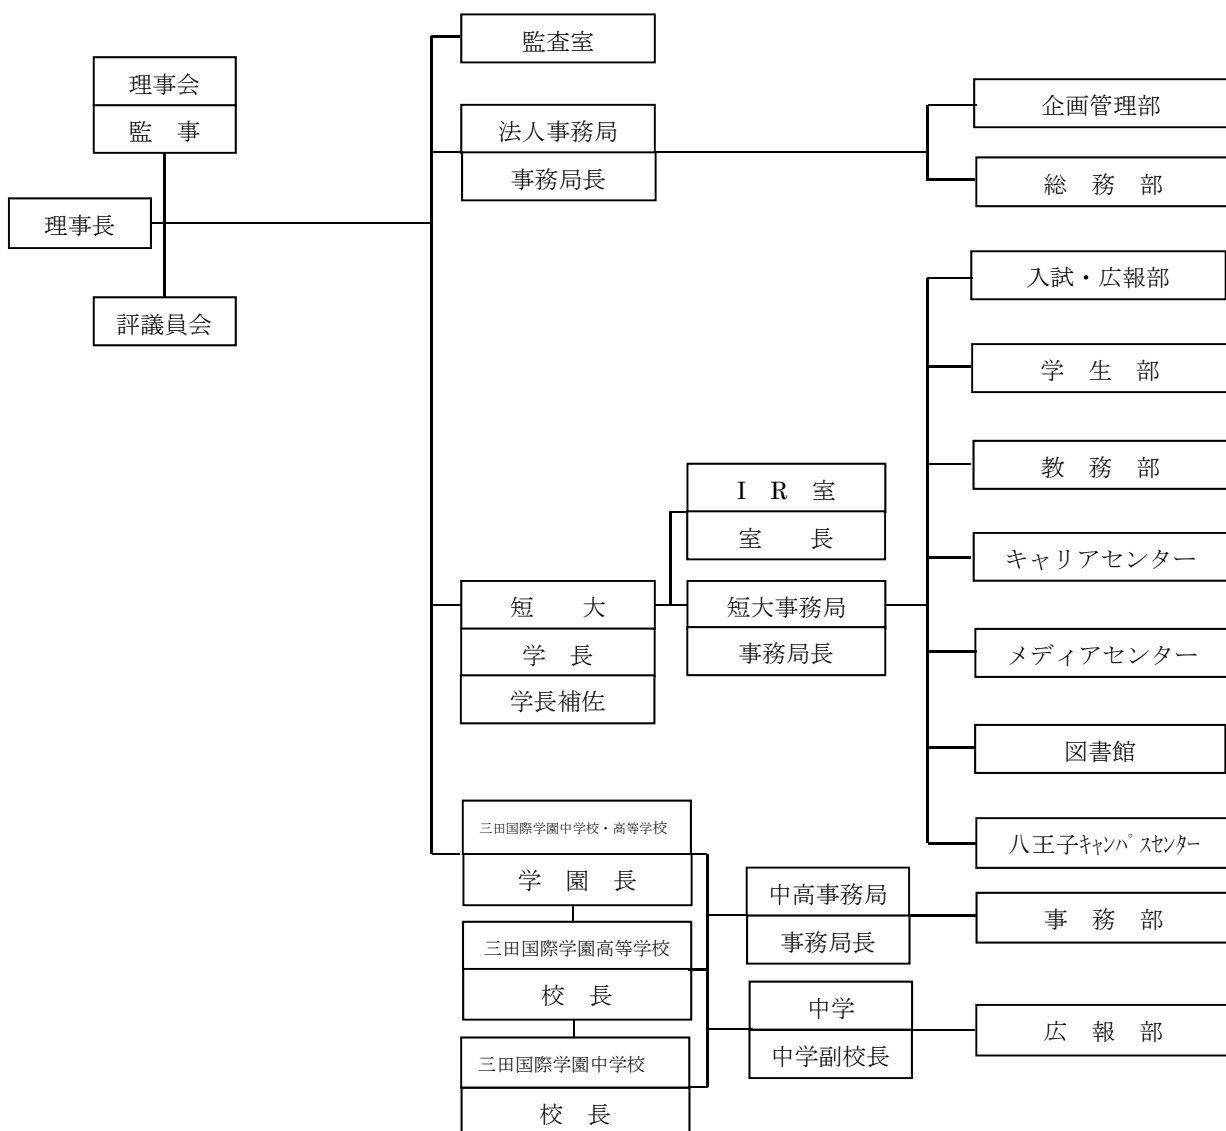 監査室
理事会
監　事
理事長
評議員会
法人事務局
事務局長
企画管理部
総　務　部
入試・広報部
学　生　部
教　務　部
キャリアセンター
メディアセンター
図書館
八王子ｷｬﾝﾊﾟｽｾﾝﾀｰ
Ｉ　Ｒ　室
室　　長
短　　大
学　長
学長補佐
短大事務局
事務局長
三田国際学園中学校・高等学校
学　園　長
三田国際学園高等学校
校　長
三田国際学園中学校
校　長
中高事務局
事務局長
事　務　部
中学
中学副校長
広　報　部